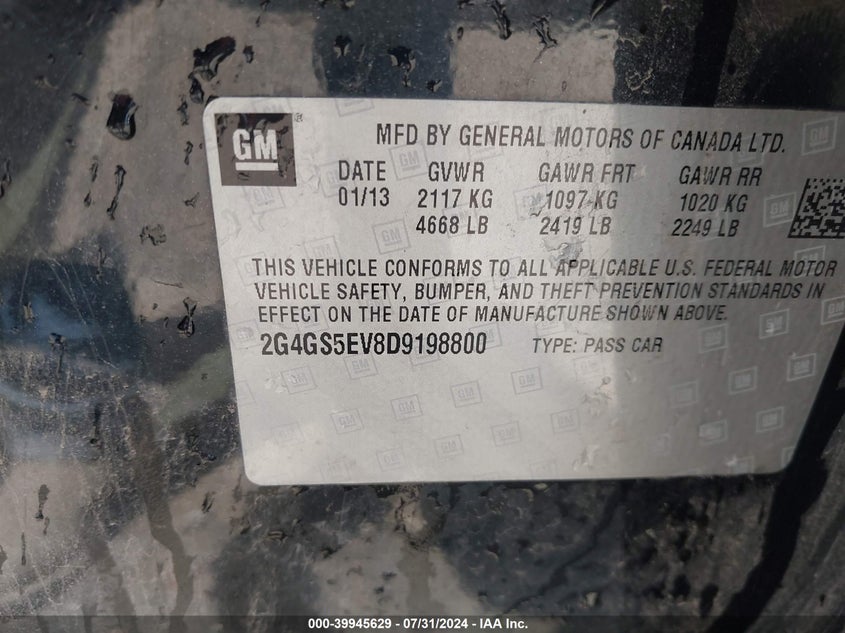 GM ®
MFD BY GENERAL MOTORS OF CANADA LTD.
DATE GVWR GAWR FRT GAWR RR
01/13 2117 KG 1097 KG 1020 KG
4668 LB 2419 LB 2249 LB
THIS VEHICLE CONFORMS TO ALL APPLICABLE U.S. FEDERAL MOTOR
VEHICLE SAFETY, BUMPER, AND THEFT PREVENTION STANDARDS IN
EFFECT ON THE DATE OF MANUFACTURE SHOWN ABOVE.
2G4GS5EV8D9198800 TYPE: PASS CAR
000-39945629 - 07/31/2024 - IAA Inc.